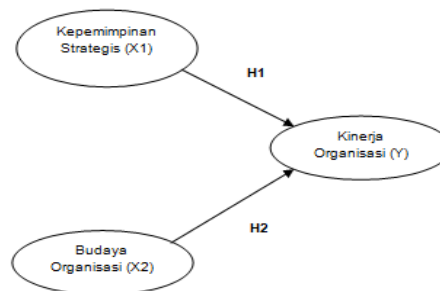 Kepemimpinan
Strategis (X1)
H1
Kinerja
Organisasi (Y)
H2
Budaya
Organisasi (X2)